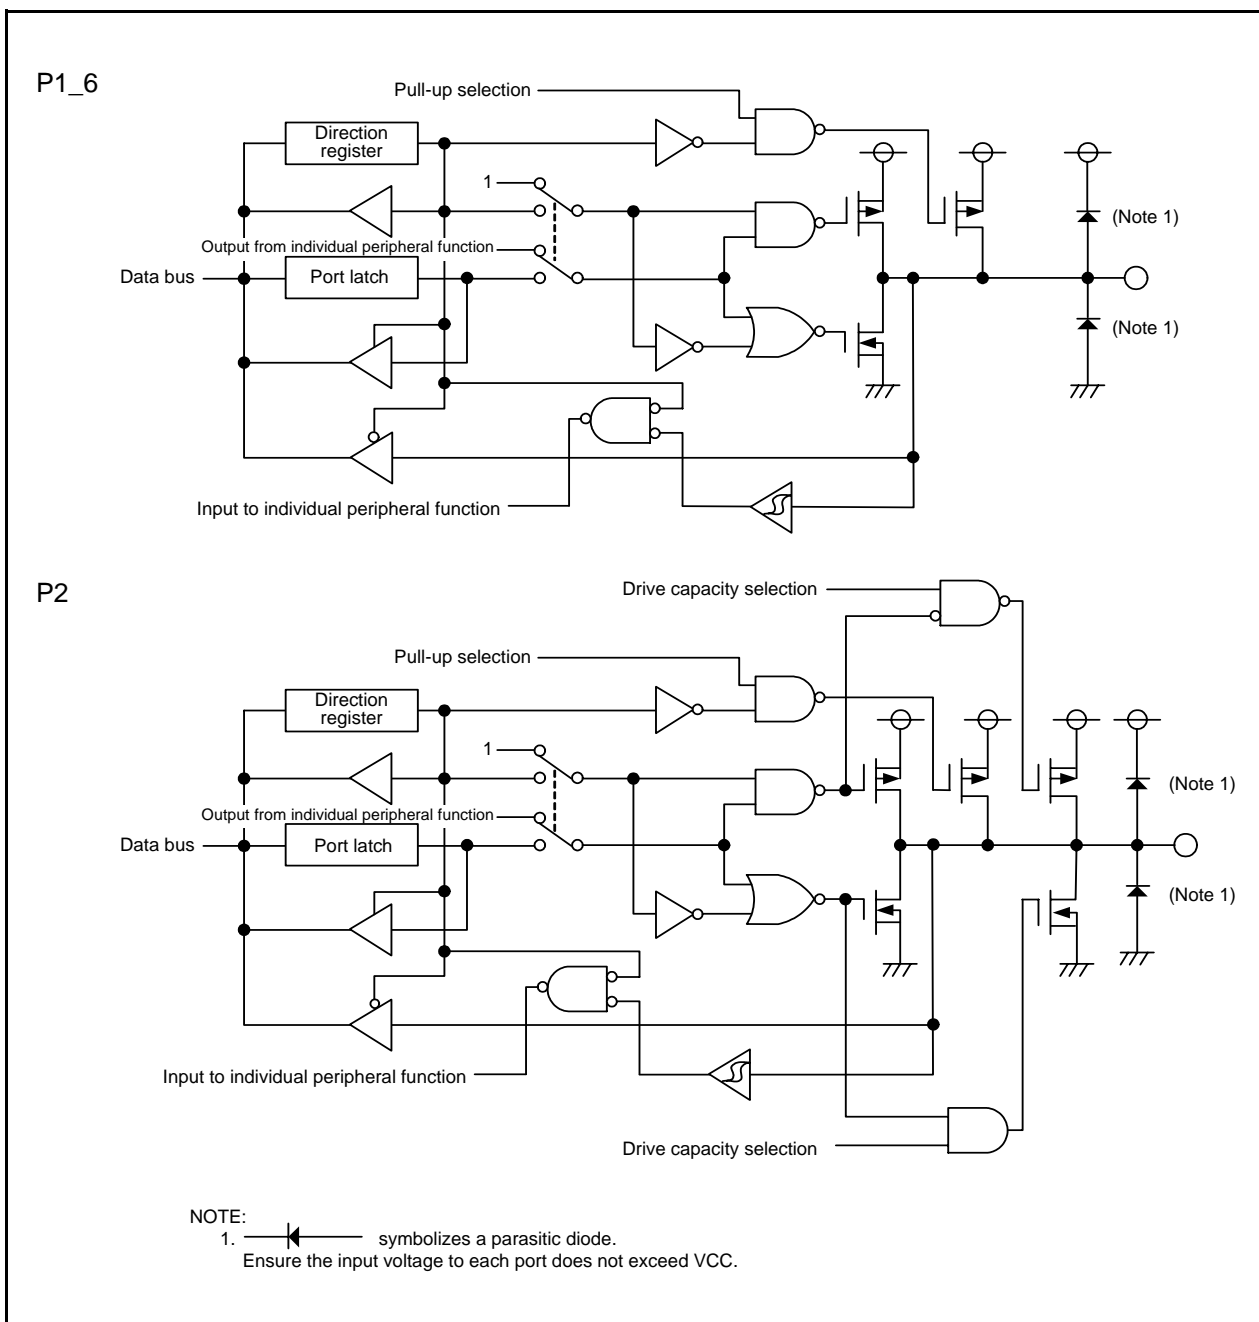 P1_6
Pull-up selection
Direction
register
1
(Note 1)
Output from individual peripheral function
Data bus
Port latch
(Note 1)
Input to individual peripheral function
P2
Drive capacity selection
Pull-up selection
Direction
register
1
(Note 1)
Output from individual peripheral function
Data bus
Port latch
(Note 1)
Input to individual peripheral function
Drive capacity selection
NOTE:
1. symbolizes a parasitic diode.
Ensure the input voltage to each port does not exceed VCC.